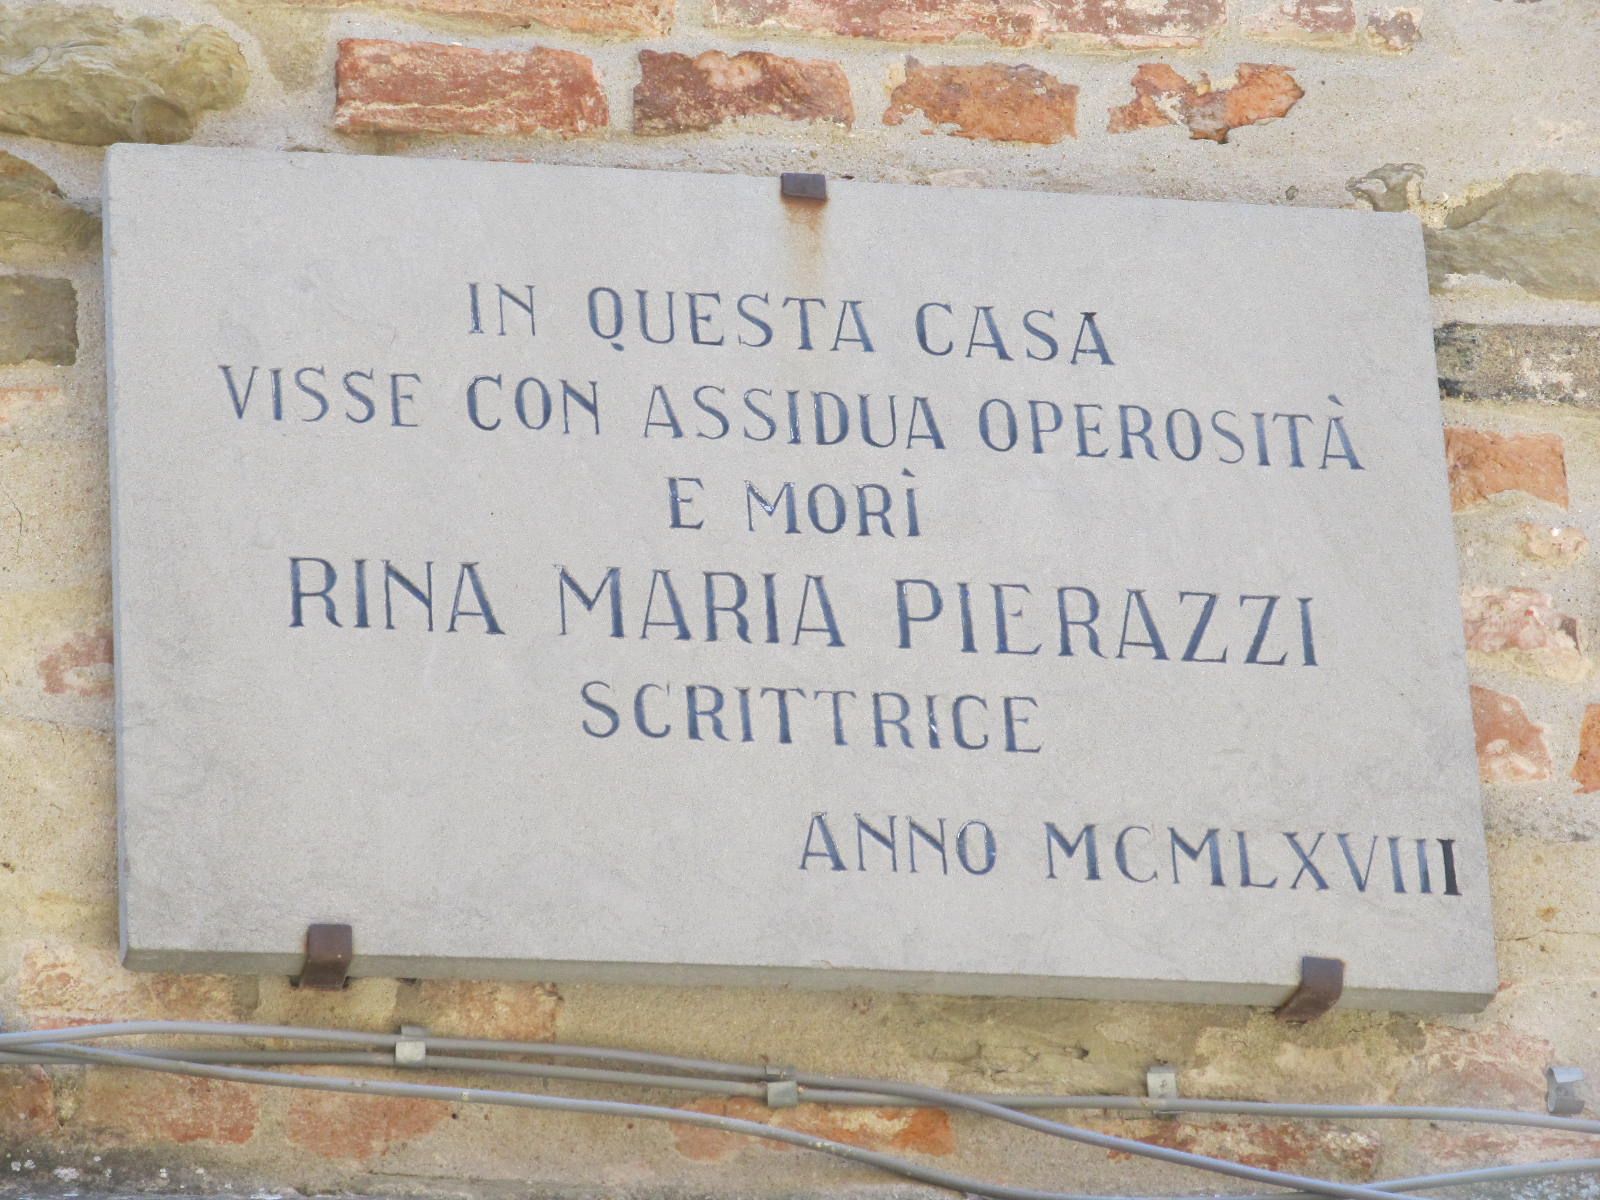 IN QUESTA CASA
VISSE CON ASSIDUA OPEROSITÀ
E MORÌ
RINA MARIA PIERAZZI
SCRITTRICE
ANNO MCMLXVIII